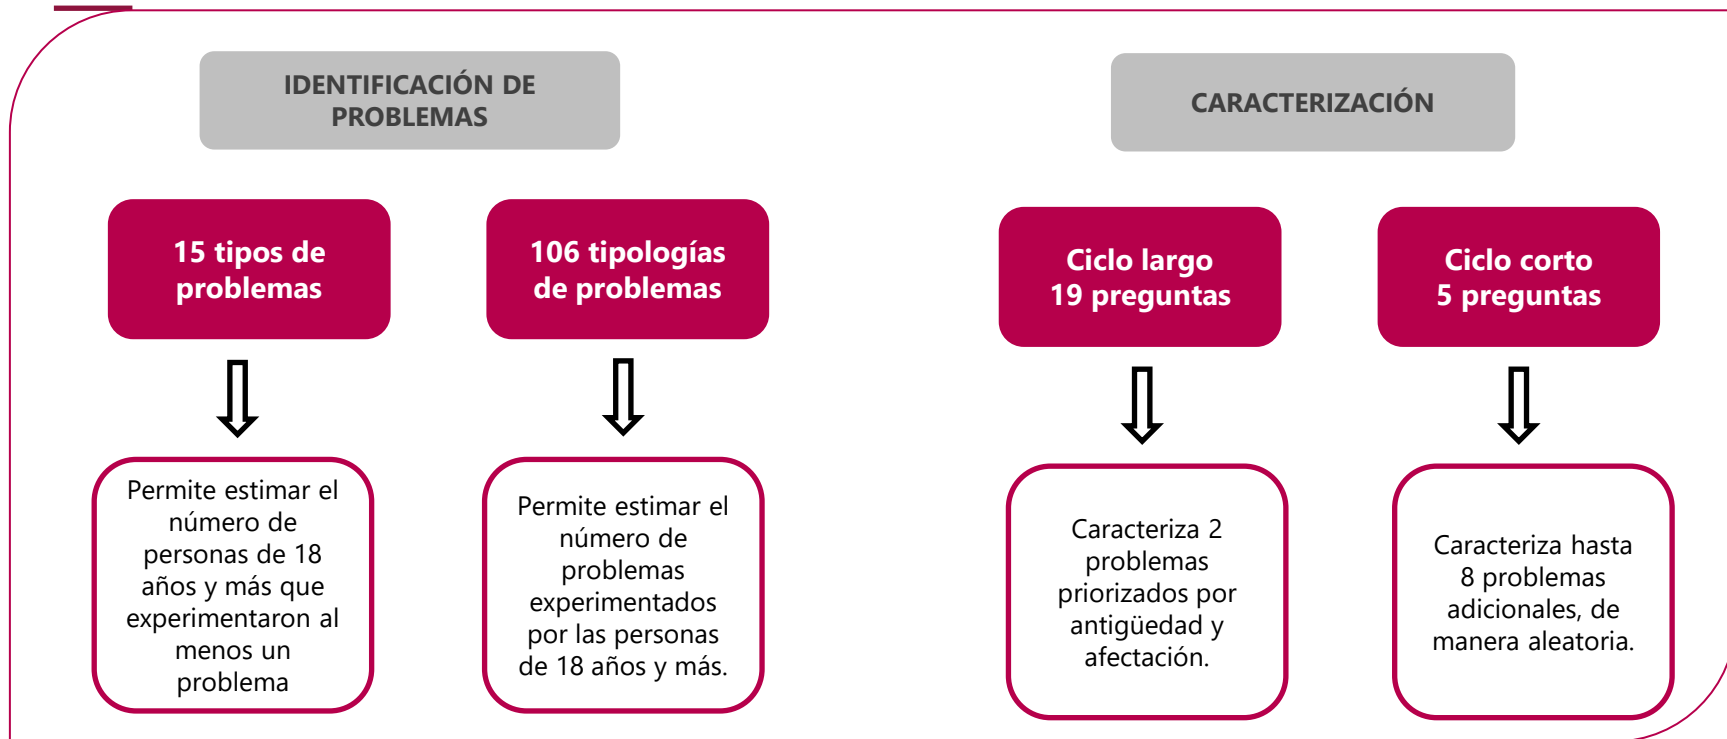 IDENTIFICACIÓN DE
PROBLEMAS
CARACTERIZACIÓN
15 tipos de
problemas
106 tipologías
de problemas
Ciclo largo
19 preguntas
Ciclo corto
5 preguntas
Permite estimar el
número de
personas de 18
años y más que
experimentaron al
menos un
problema
Permite estimar el
número de
problemas
experimentados
por las personas
de 18 años y más.
Caracteriza 2
problemas
priorizados por
antigüedad y
afectación.
Caracteriza hasta
8 problemas
adicionales, de
manera aleatoria.